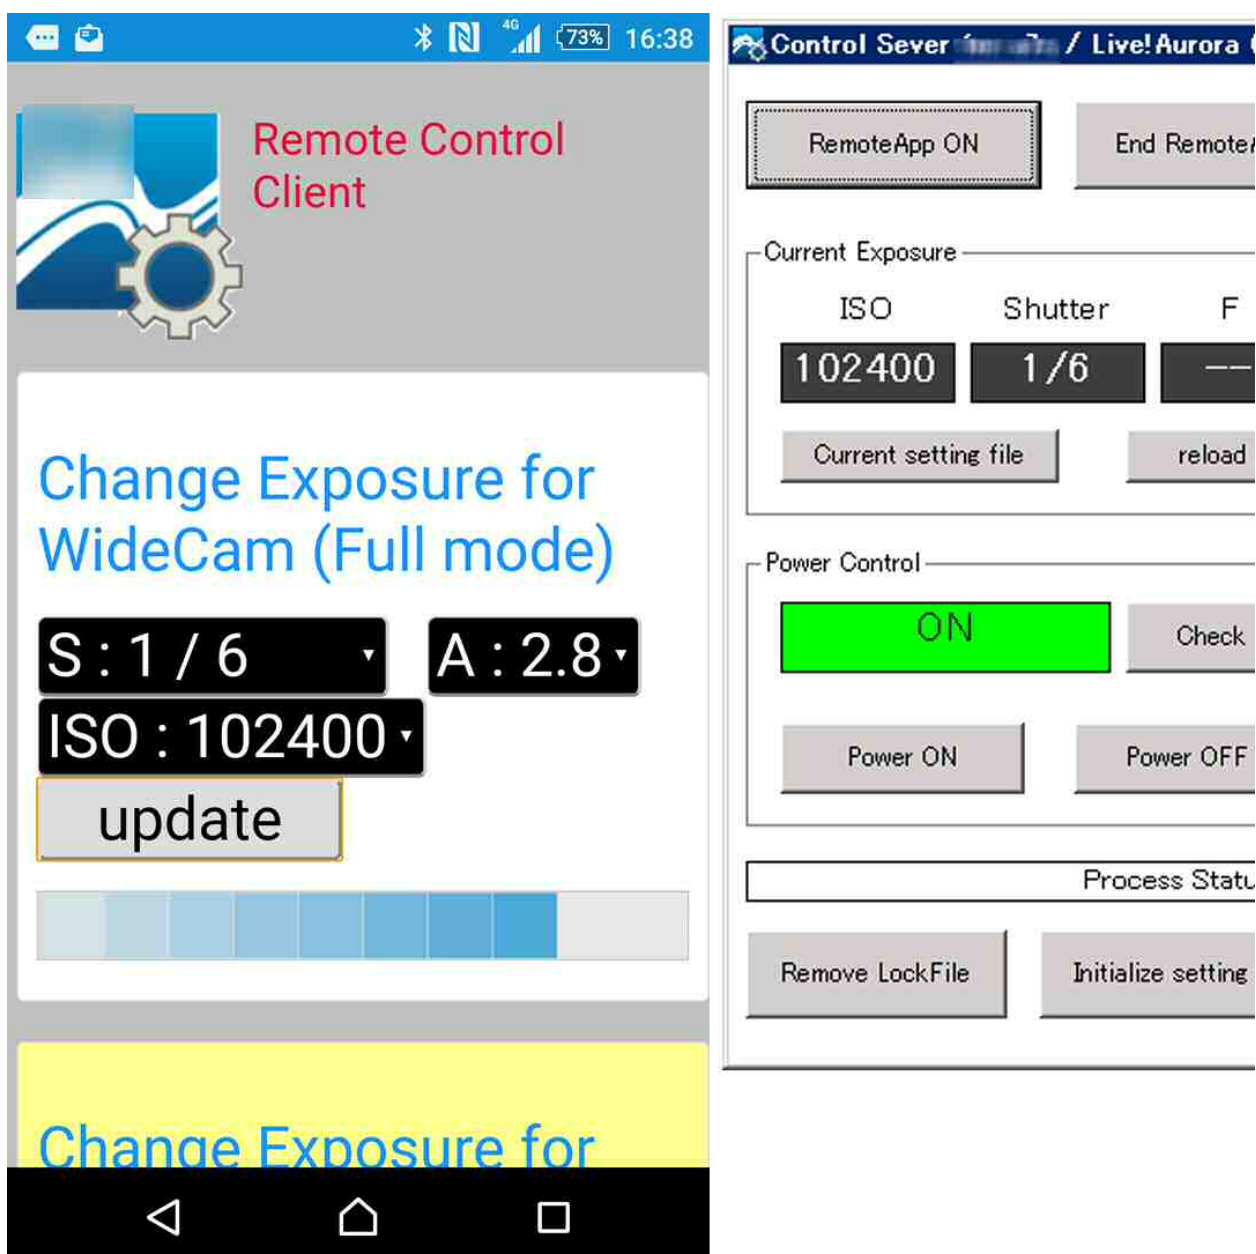 4G
73%
16:38
Remote Control
Client
Change Exposure for
WideCam (Full mode)
S : 1 / 6
A : 2.8
ISO : 102400
update
Change Exposure for
Control Sever / Live! Aurora
RemoteApp ON
End Remote
Current Exposure
ISO Shutter F
102400 1/6 --
Current setting file
reload
Power Control
ON
Check
Power ON
Power OFF
Process Statu
Remove LockFile
Initialize setting